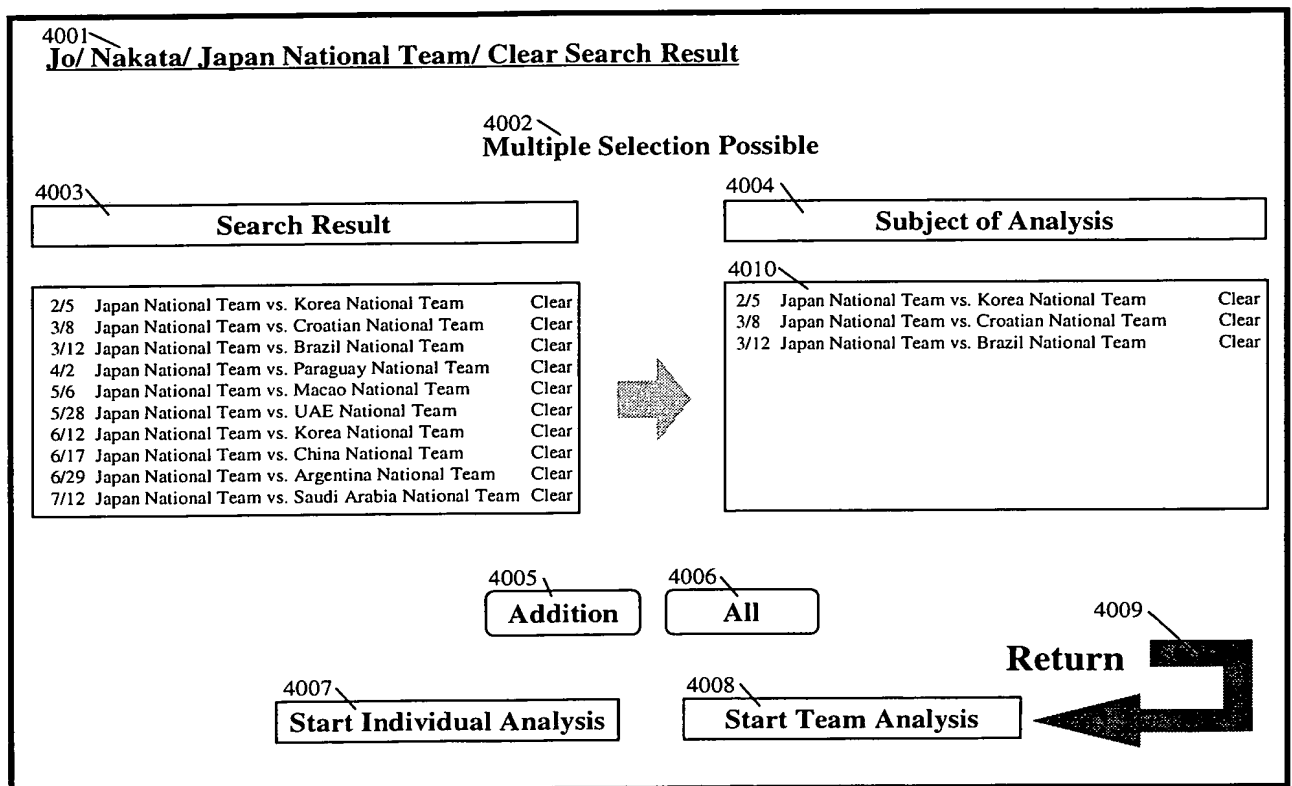 4001
Jo/ Nakata/ Japan National Team/ Clear Search Result
4002
Multiple Selection Possible
4003
Search Result
4004
Subject of Analysis
2/5 Japan National Team vs. Korea National Team Clear
3/8 Japan National Team vs. Croatian National Team Clear
3/12 Japan National Team vs. Brazil National Team Clear
4/2 Japan National Team vs. Paraguay National Team Clear
5/6 Japan National Team vs. Macao National Team Clear
5/28 Japan National Team vs. UAE National Team Clear
6/12 Japan National Team vs. Korea National Team Clear
6/17 Japan National Team vs. China National Team Clear
6/29 Japan National Team vs. Argentina National Team Clear
7/12 Japan National Team vs. Saudi Arabia National Team Clear
4010
2/5 Japan National Team vs. Korea National Team Clear
3/8 Japan National Team vs. Croatian National Team Clear
3/12 Japan National Team vs. Brazil National Team Clear
4005
Addition
4006
All
4009
Return
4007
Start Individual Analysis
4008
Start Team Analysis